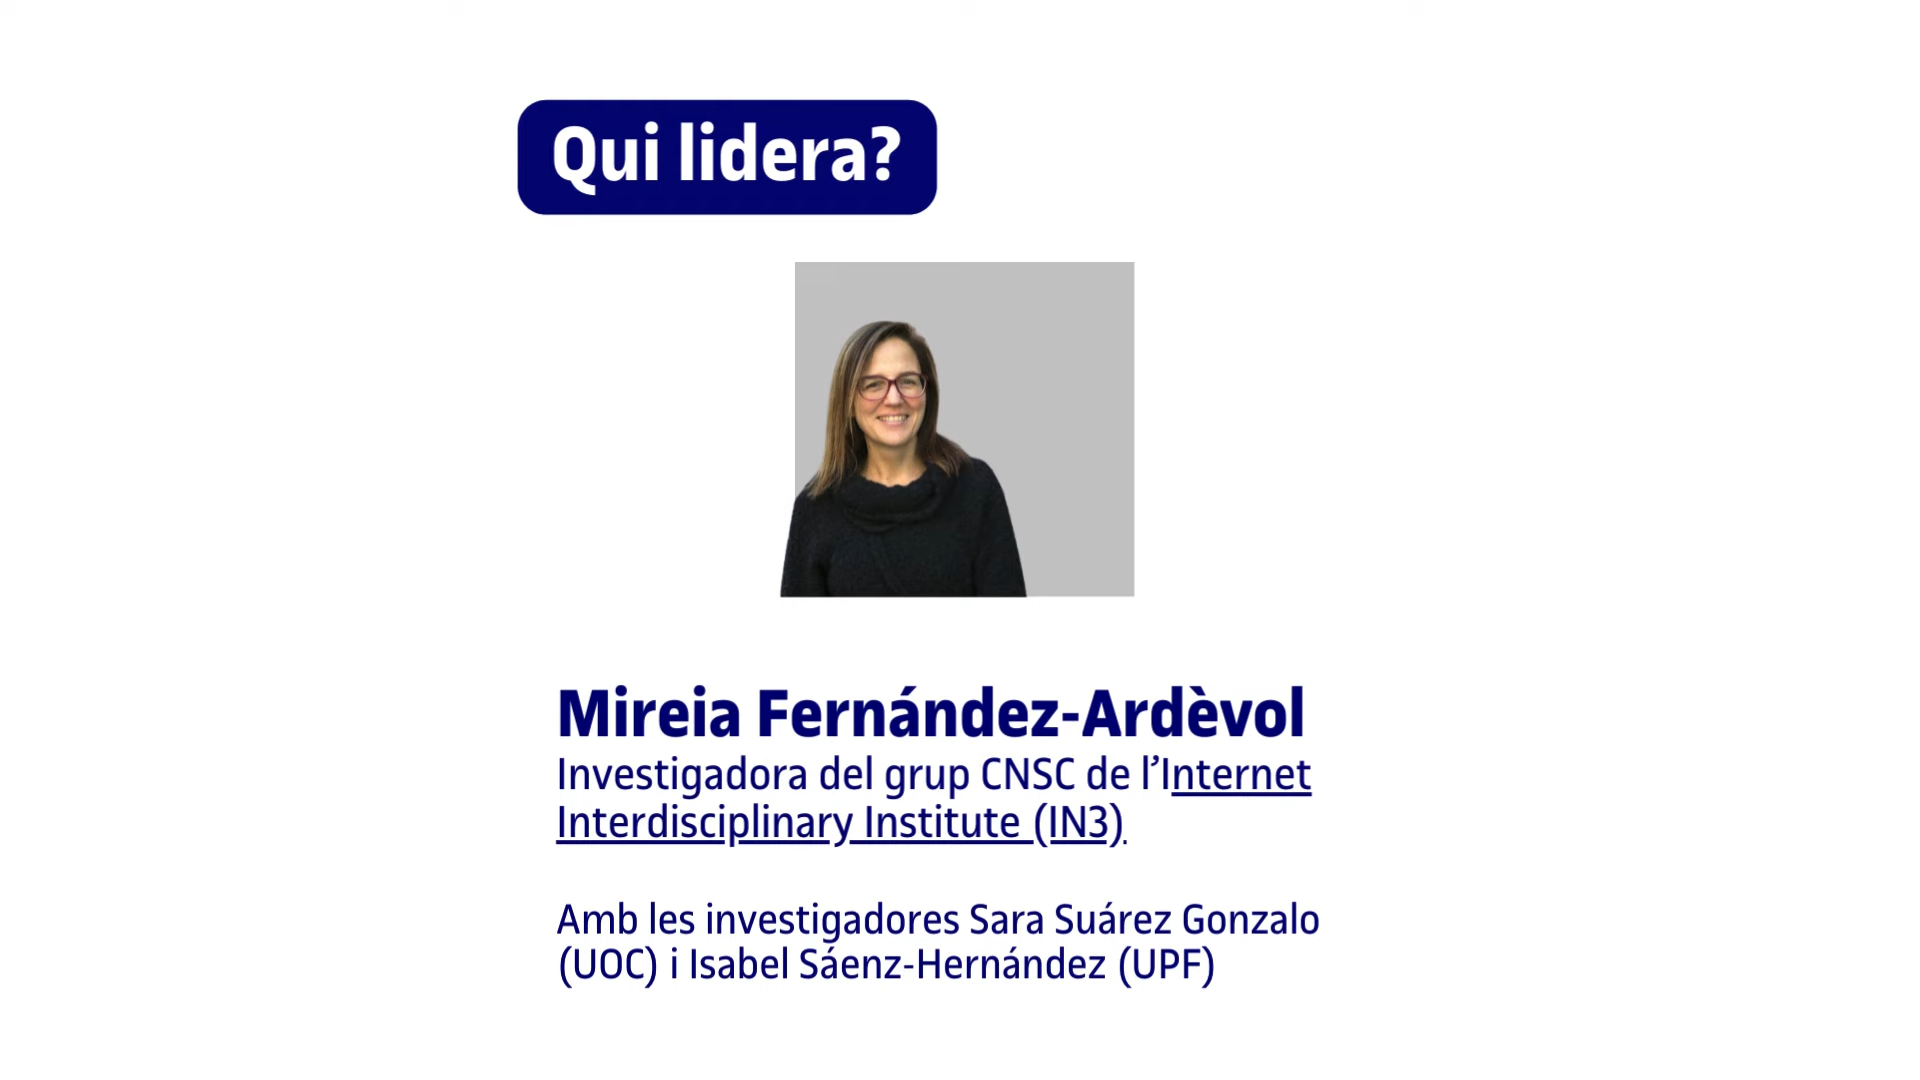 Qui lidera?
Mireia Fernández-Ardèvol
Investigadora del grup CNSC de l’Internet
Interdisciplinary Institute (IN3)
Amb les investigadores Sara Suárez Gonzalo
(UOC) i Isabel Sáenz-Hernández (UPF)